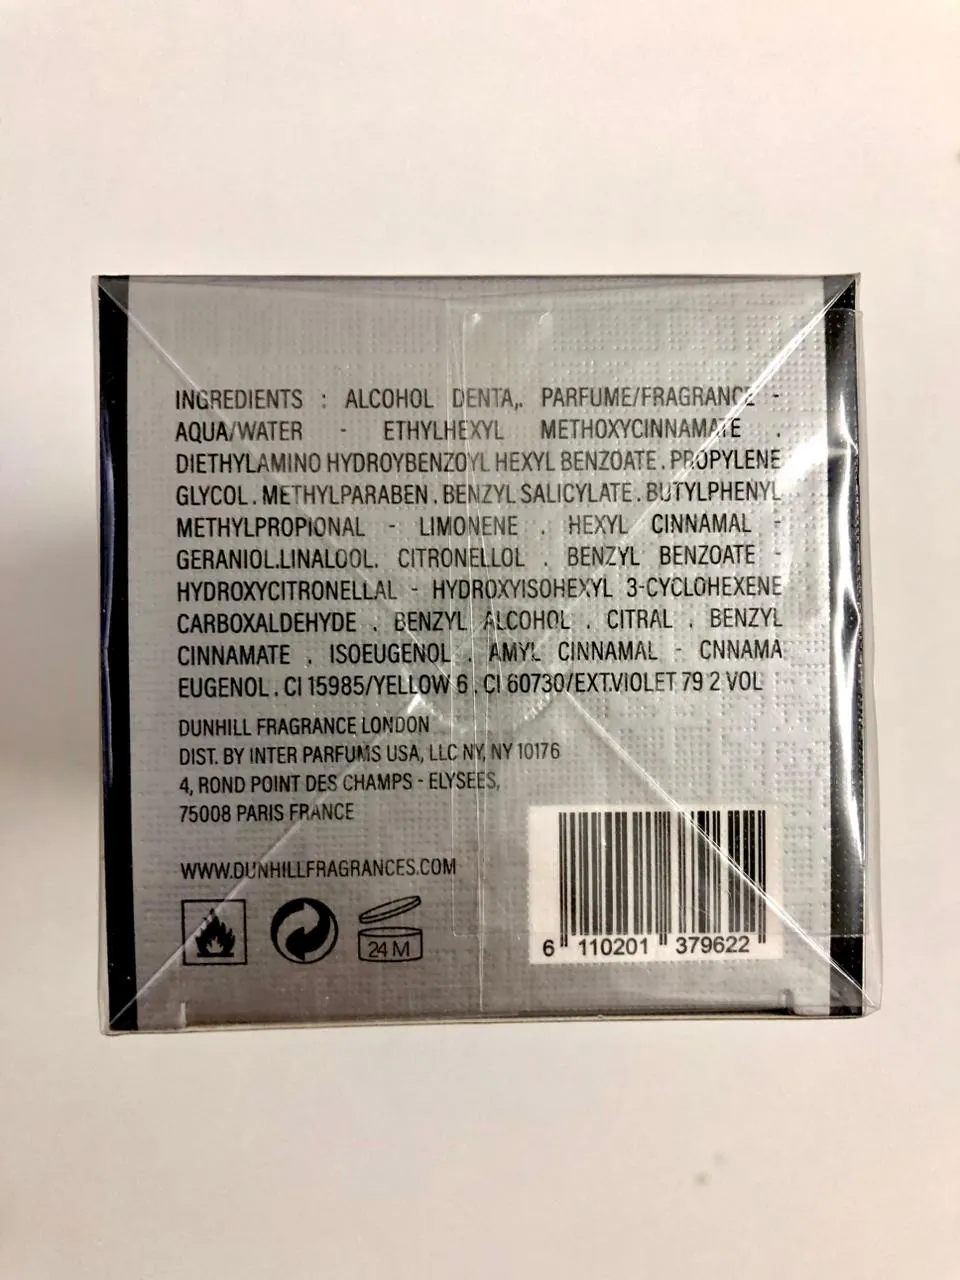 INGREDIENTS : ALCOHOL DENTA,. PARFUME/FRAGRANCE -
AQUA/WATER - ETHYLHEXYL METHOXYCINNAMATE .
DIETHYLAMINO HYDROYBENZOYL HEXYL BENZOATE . PROPYLENE
GLYCOL . METHYLPARABEN . BENZYL SALICYLATE . BUTYLPHENYL
METHYLPROPIONAL - LIMONENE . HEXYL CINNAMAL -
GERANIOL.LINALOOL. CITRONELLOL . BENZYL BENZOATE -
HYDROXYCITRONELLAL - HYDROXYISOHEXYL 3-CYCLOHEXENE
CARBOXALDEHYDE . BENZYL ALCOHOL . CITRAL . BENZYL
CINNAMATE . ISOEUGENOL . AMYL CINNAMAL - CNNAMA
EUGENOL . CI 15985/YELLOW 6 . CI 60730/EXT.VIOLET 79 2 VOL
DUNHILL FRAGRANCE LONDON
DIST. BY INTER PARFUMS USA, LLC NY, NY 10176
4, ROND POINT DES CHAMPS - ELYSEES,
75008 PARIS FRANCE
WWW.DUNHILLFRAGRANCES.COM
24 M
6 110201 379622